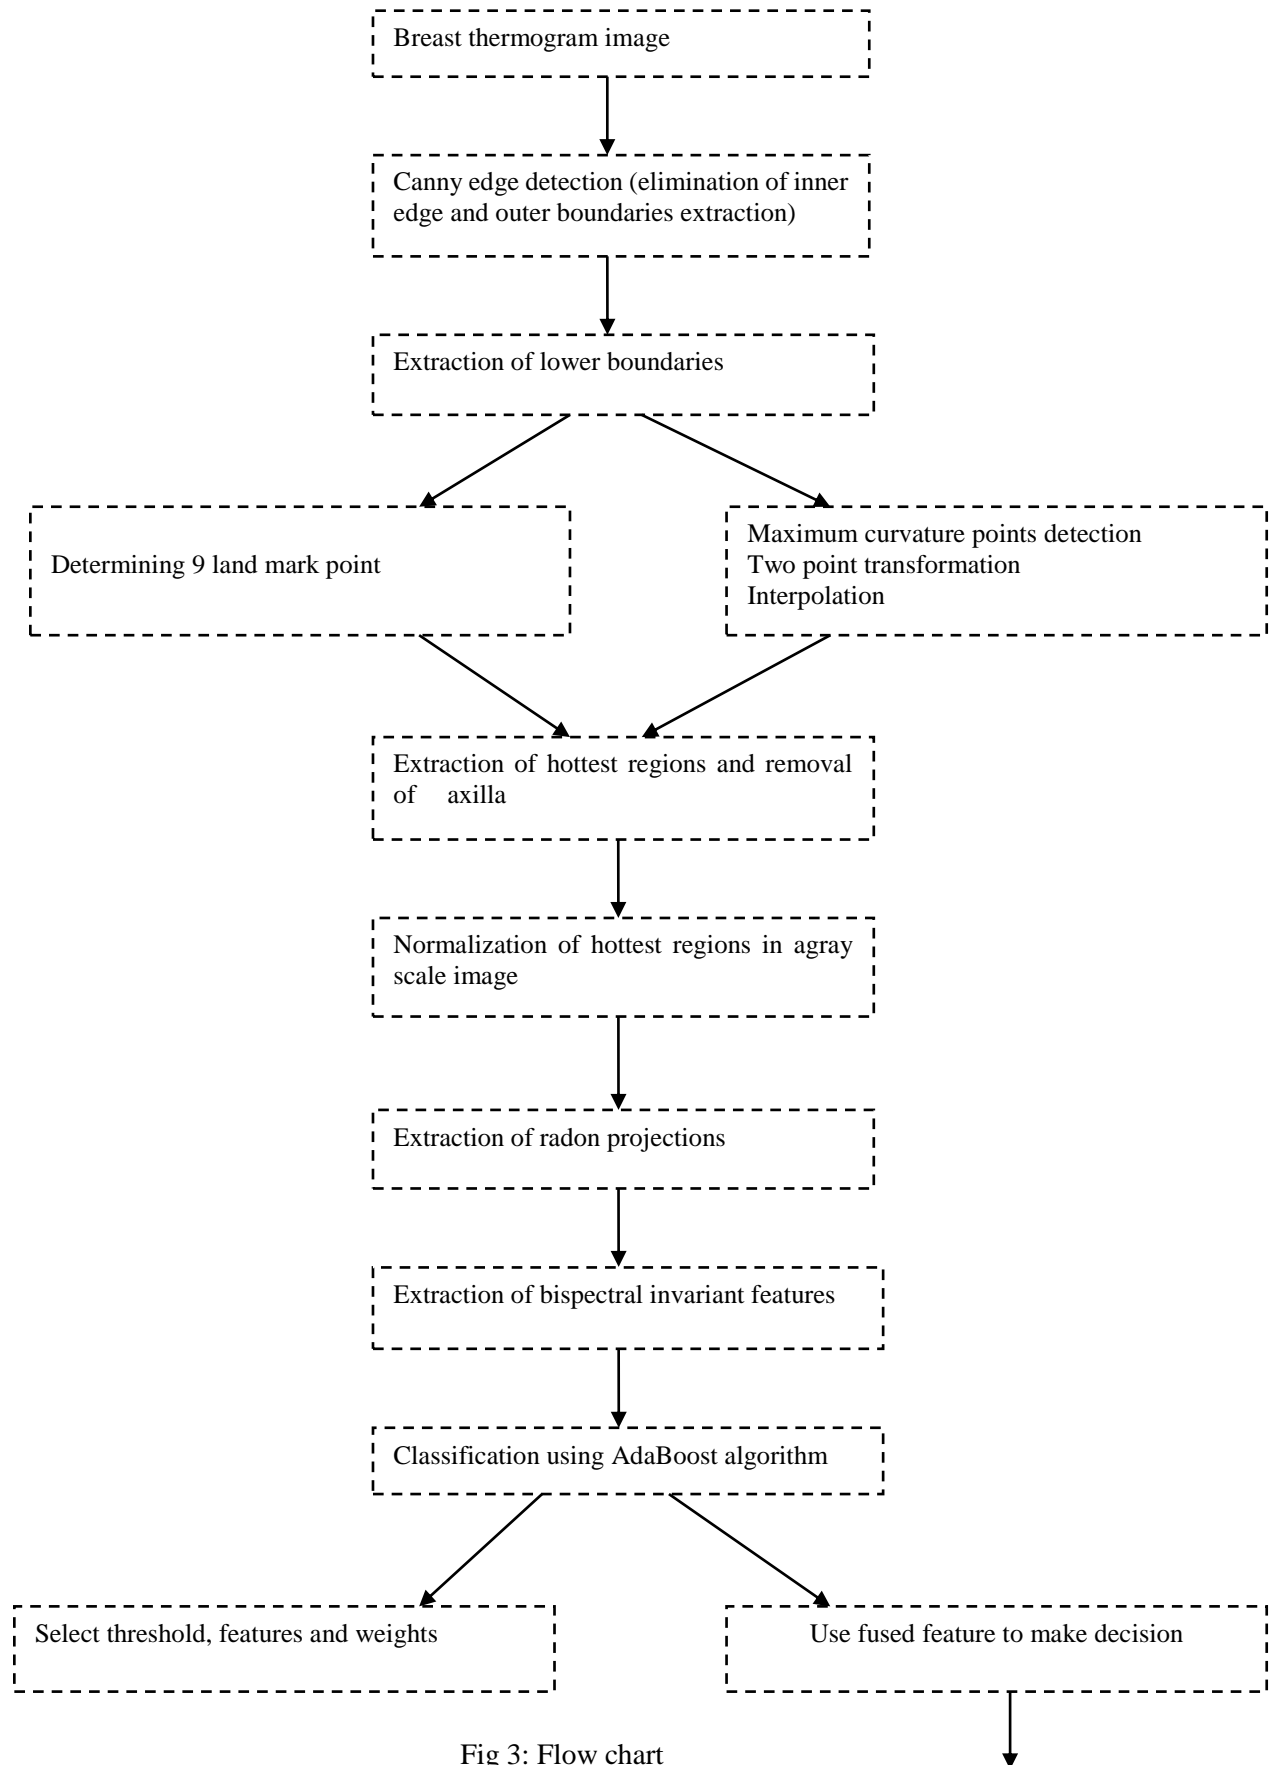 Breast thermogram image
Canny edge detection (elimination of inner
edge and outer boundaries extraction)
Extraction of lower boundaries
Determining 9 land mark point
Maximum curvature points detection
Two point transformation
Interpolation
Extraction of hottest regions and removal
of axilla
Normalization of hottest regions in agray
scale image
Extraction of radon projections
Extraction of bispectral invariant features
Classification using AdaBoost algorithm
Select threshold, features and weights
Use fused feature to make decision
Fig 3: Flow chart